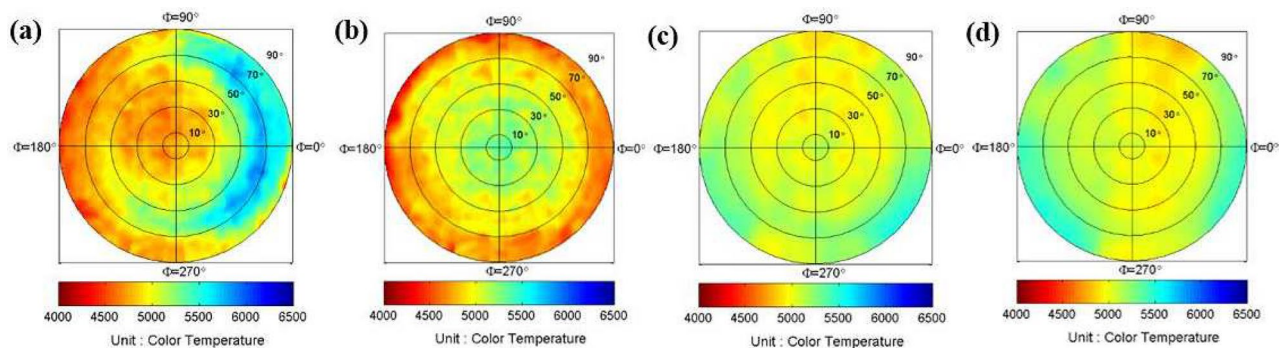 (a)
Φ=90°
90°
70°
50°
30°
10°
Φ=180°
Φ=0°
Φ=270°
4000 4500 5000 5500 6000 6500
Unit : Color Temperature
(b)
Φ=90°
90°
70°
50°
30°
10°
Φ=180°
Φ=0°
Φ=270°
4000 4500 5000 5500 6000 6500
Unit : Color Temperature
(c)
Φ=90°
90°
70°
50°
30°
10°
Φ=180°
Φ=0°
Φ=270°
4000 4500 5000 5500 6000 6500
Unit : Color Temperature
(d)
Φ=90°
90°
70°
50°
30°
10°
Φ=180°
Φ=0°
Φ=270°
4000 4500 5000 5500 6000 6500
Unit : Color Temperature